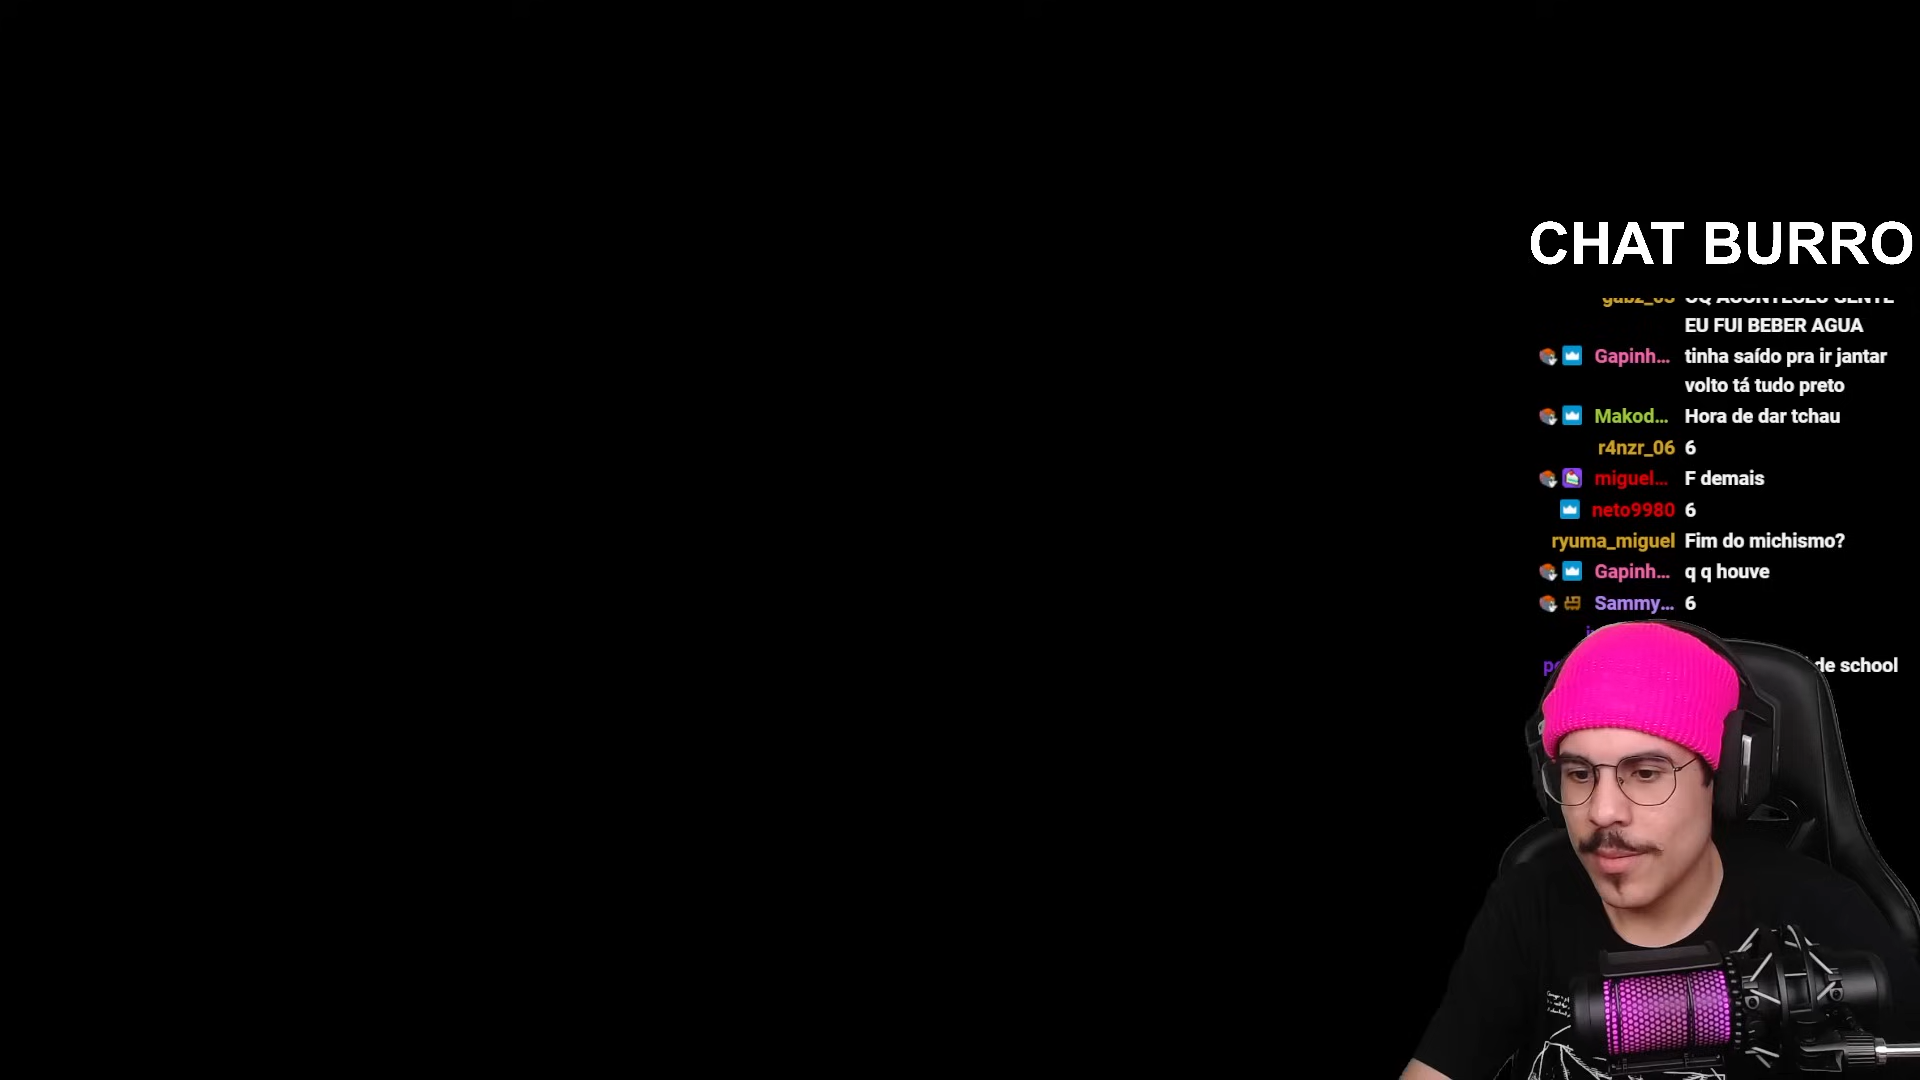 CHAT BURRO
EU FUI BEBER AGUA
Gapinh... tinha saído pra ir jantar
volto tá tudo preto
Makod... Hora de dar tchau
r4nzr_06 6
miguel... F demais
neto9980 6
ryuma_miguel Fim do michismo?
Gapinh... q q houve
Sammy... 6
de school